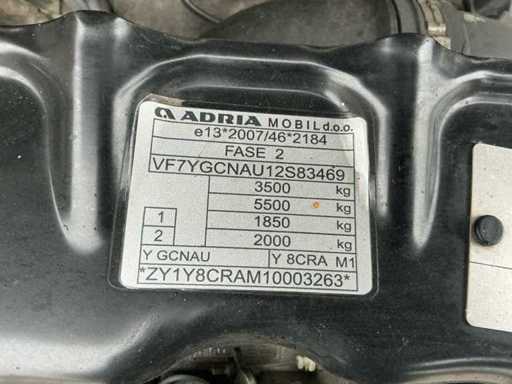 ADRIA MOBIL d.o.o.
e13*2007/46*2184
FASE 2
VF7YGCNAU12S83469
3500 kg
5500 kg
1 1850 kg
2 2000 kg
Y GCNAU Y 8CRA M1
*ZY1Y8CRAM10003263*